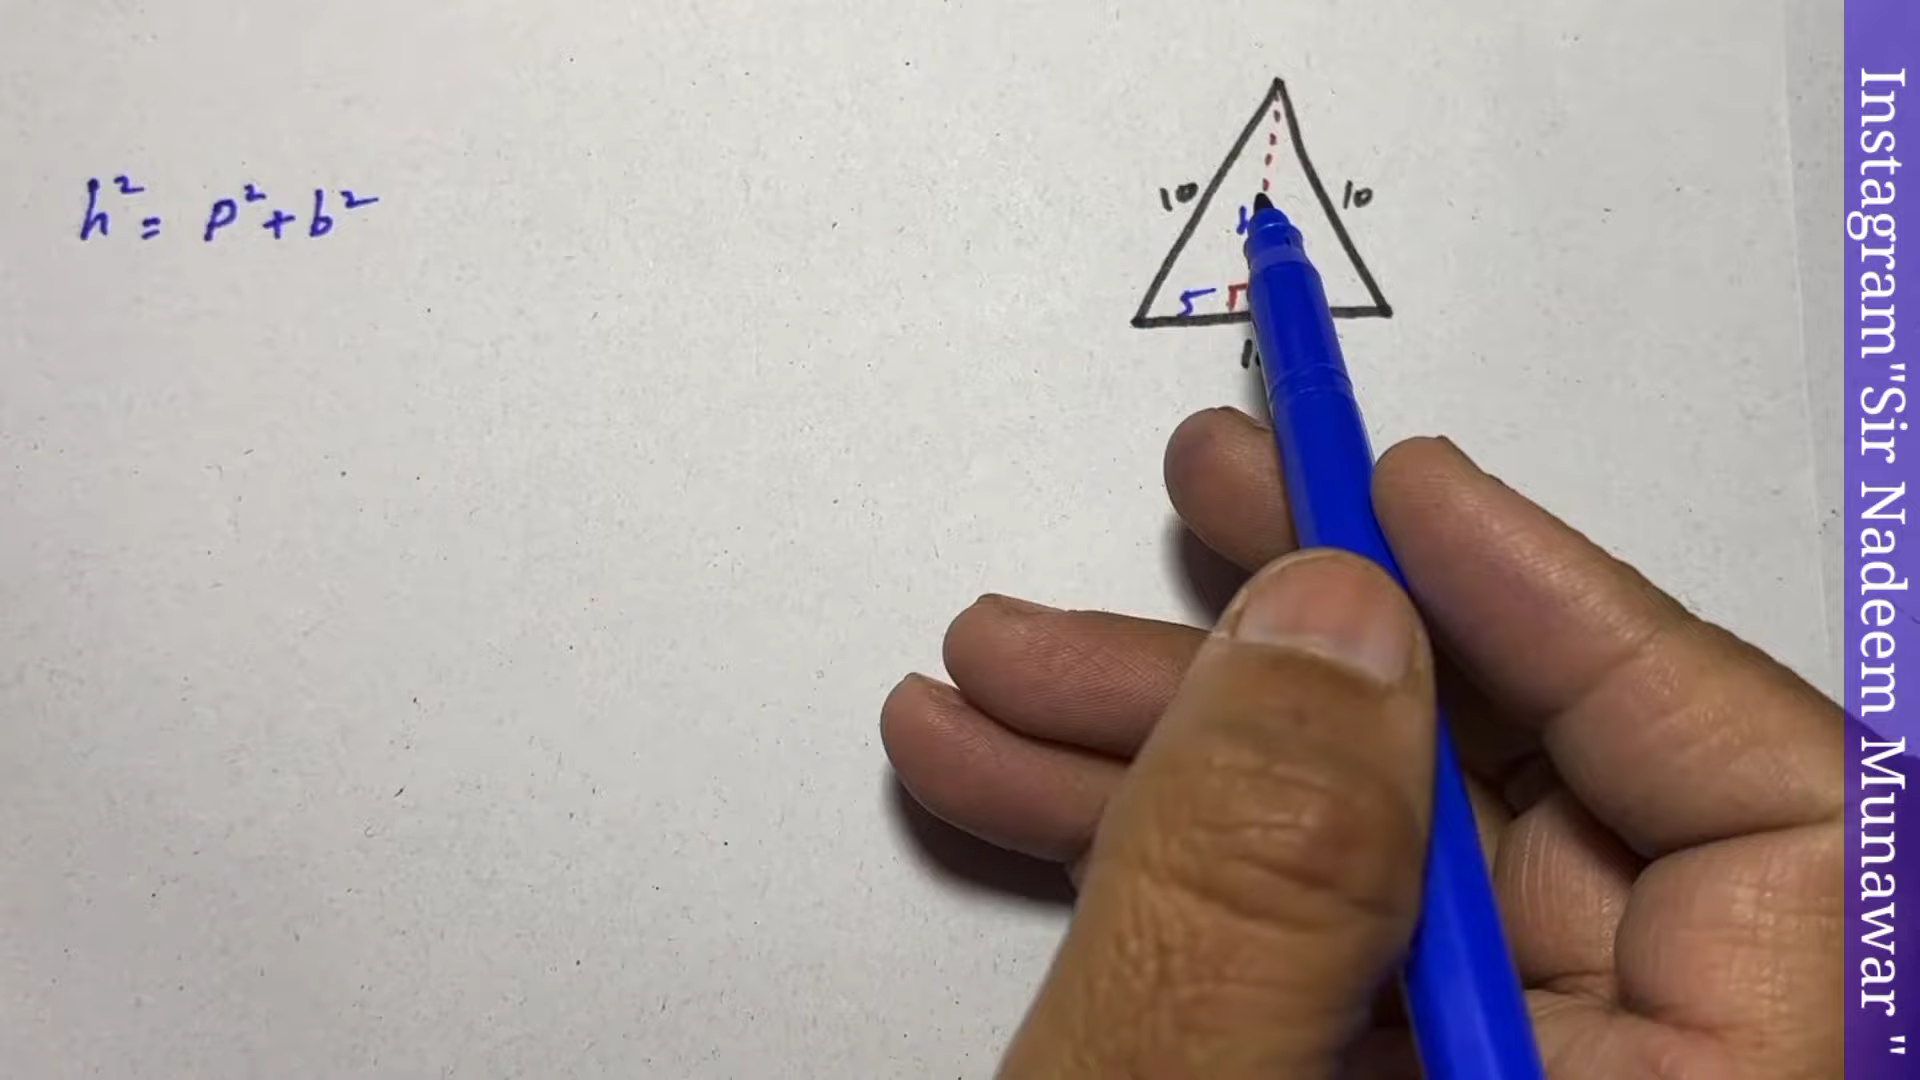 h² = p² + b²
10
10
5
Instagram"Sir Nadeem Munawar "